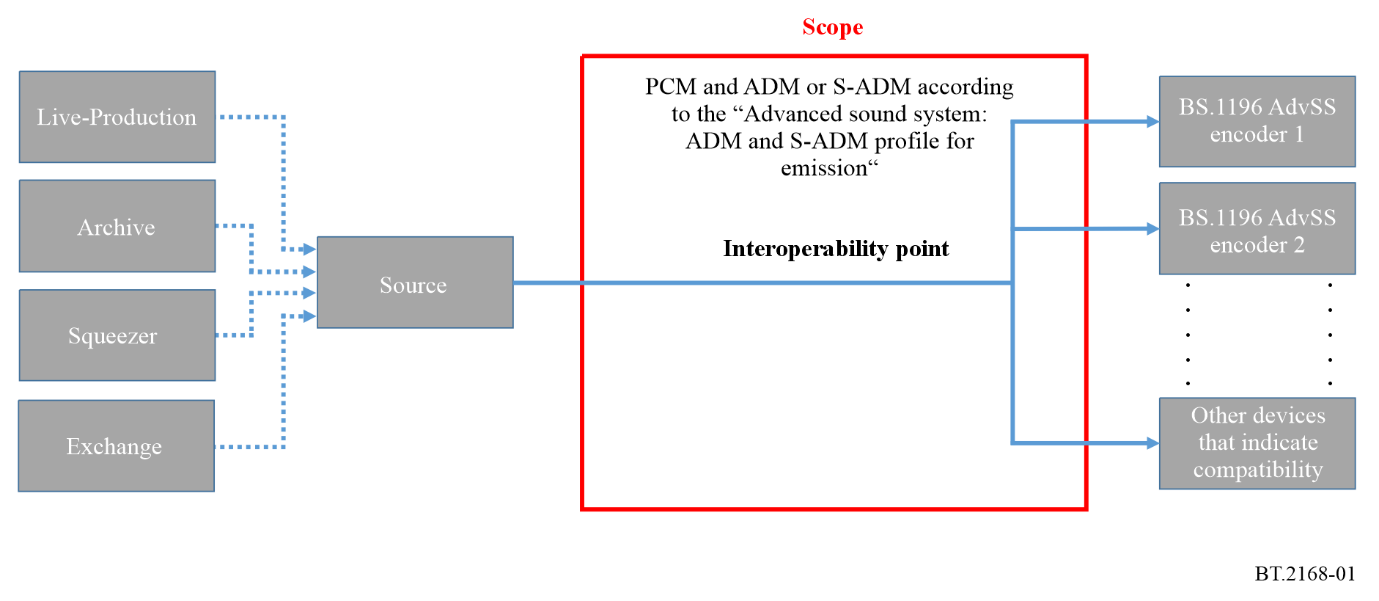 Scope
PCM and ADM or S-ADM according
to the “Advanced sound system:
ADM and S-ADM profile for
emission“
Interoperability point
Live-Production
Archive
Squeezer
Exchange
Source
BS.1196 AdvSS
encoder 1
BS.1196 AdvSS
encoder 2
Other devices
that indicate
compatibility
BT.2168-01